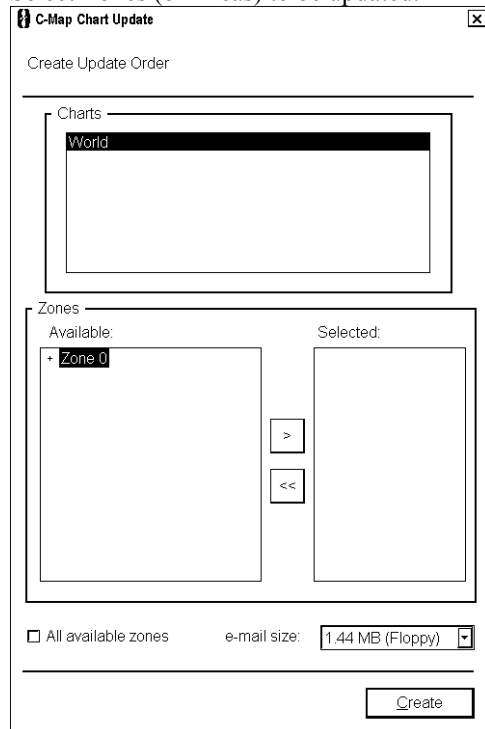 C-Map Chart Update
Create Update Order
Charts
World
Zones
Available: Selected:
+ Zone 0
>
<<
All available zones e-mail size: 1.44 MB (Floppy)
Create